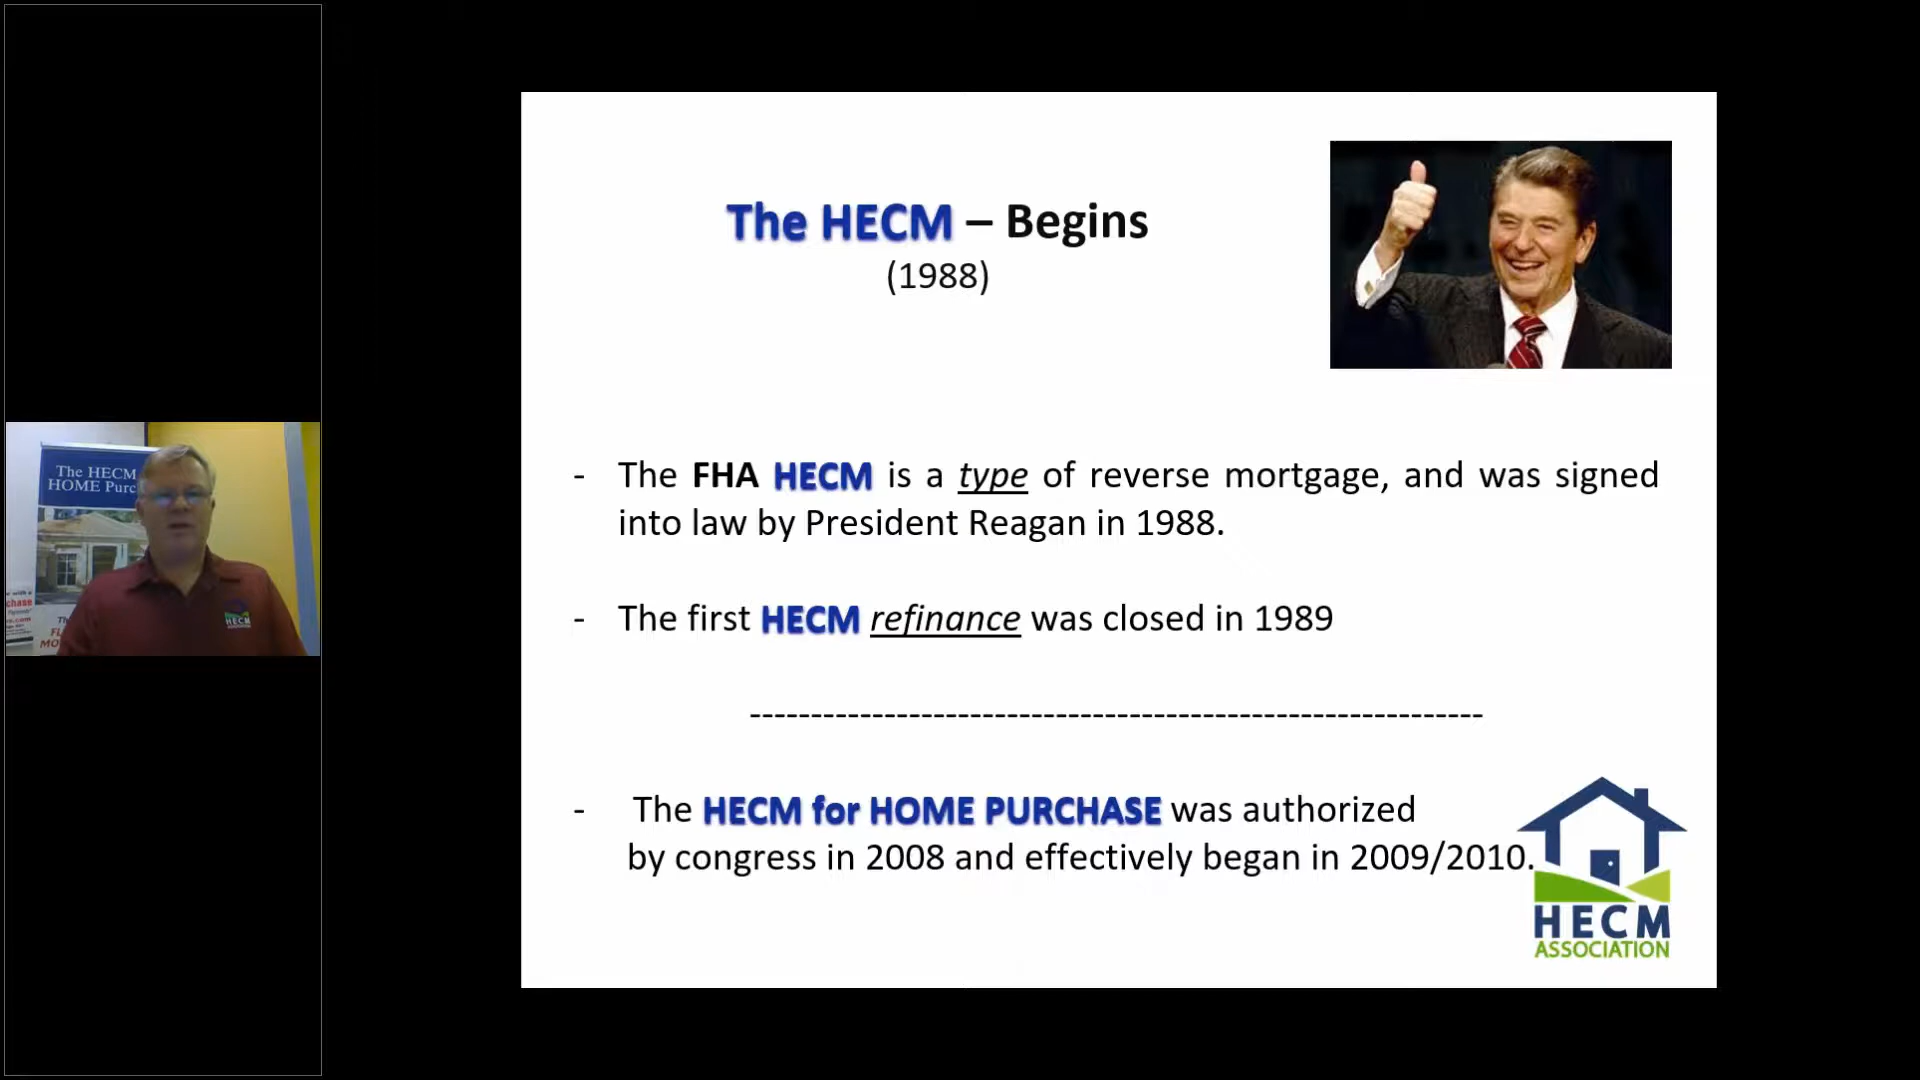 The HECM – Begins
(1988)
- The FHA HECM is a type of reverse mortgage, and was signed
into law by President Reagan in 1988.
- The first HECM refinance was closed in 1989
------------------------------------------------------------
- The HECM for HOME PURCHASE was authorized
by congress in 2008 and effectively began in 2009/2010.
HECM
ASSOCIATION
The HECM
HOME Purc
chase
HECM